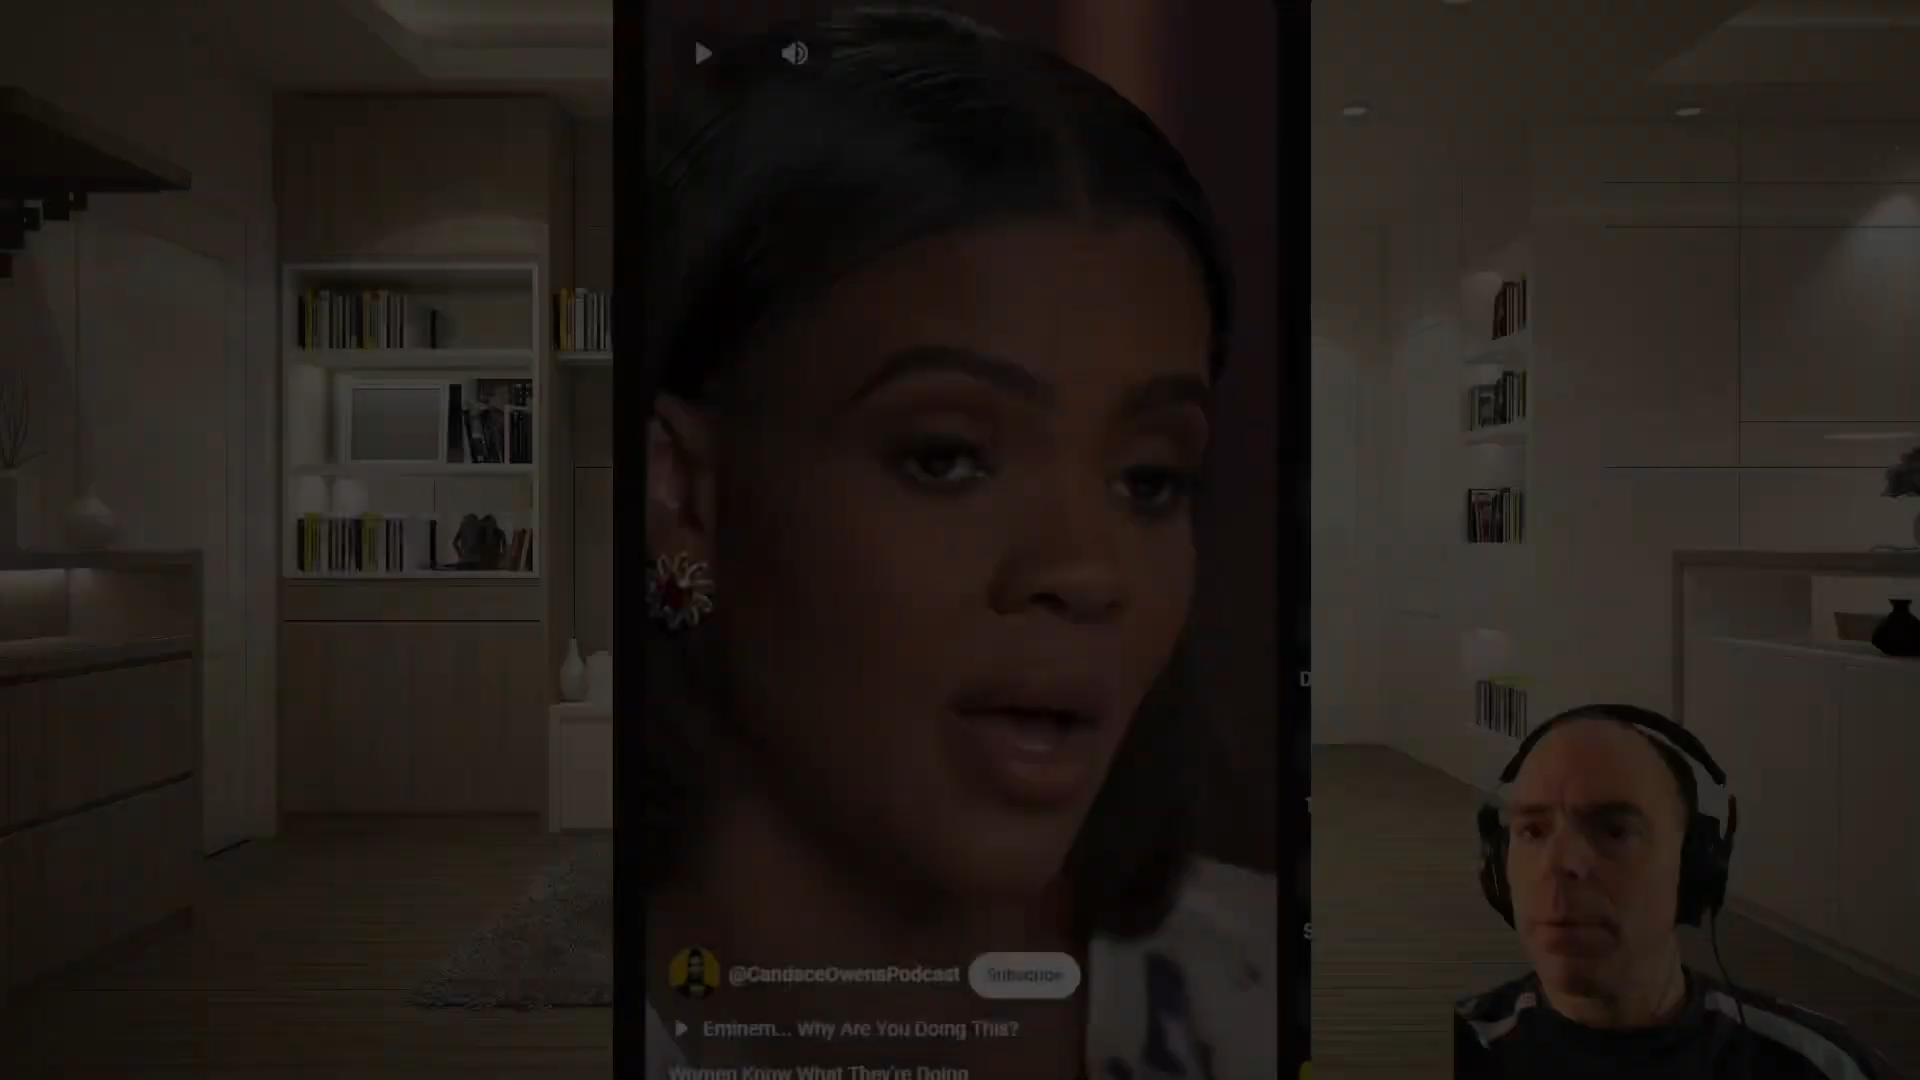 @CandaceOwensPodcast Subscribe
Eminem... Why Are You Doing This?
Women Know What They're Doing